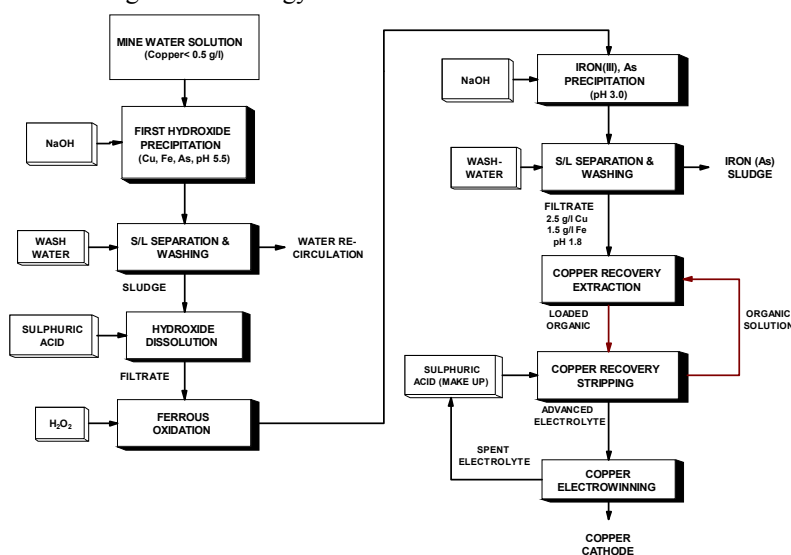 MINE WATER SOLUTION
(Copper< 0.5 g/l)
NaOH
FIRST HYDROXIDE
PRECIPITATION
(Cu, Fe, As, pH 5.5)
WASH
WATER
S/L SEPARATION &
WASHING
WATER RE-
CIRCULATION
SLUDGE
SULPHURIC
ACID
HYDROXIDE
DISSOLUTION
FILTRATE
H₂O₂
FERROUS
OXIDATION
NaOH
IRON(III), As
PRECIPITATION
(pH 3.0)
WASH-
WATER
S/L SEPARATION &
WASHING
IRON (As)
SLUDGE
FILTRATE
2.5 g/l Cu
1.5 g/l Fe
pH 1.8
COPPER RECOVERY
EXTRACTION
LOADED
ORGANIC
ORGANIC
SOLUTION
SULPHURIC
ACID (MAKE UP)
COPPER RECOVERY
STRIPPING
ADVANCED
ELECTROLYTE
SPENT
ELECTROLYTE
COPPER
ELECTROWINNING
COPPER
CATHODE